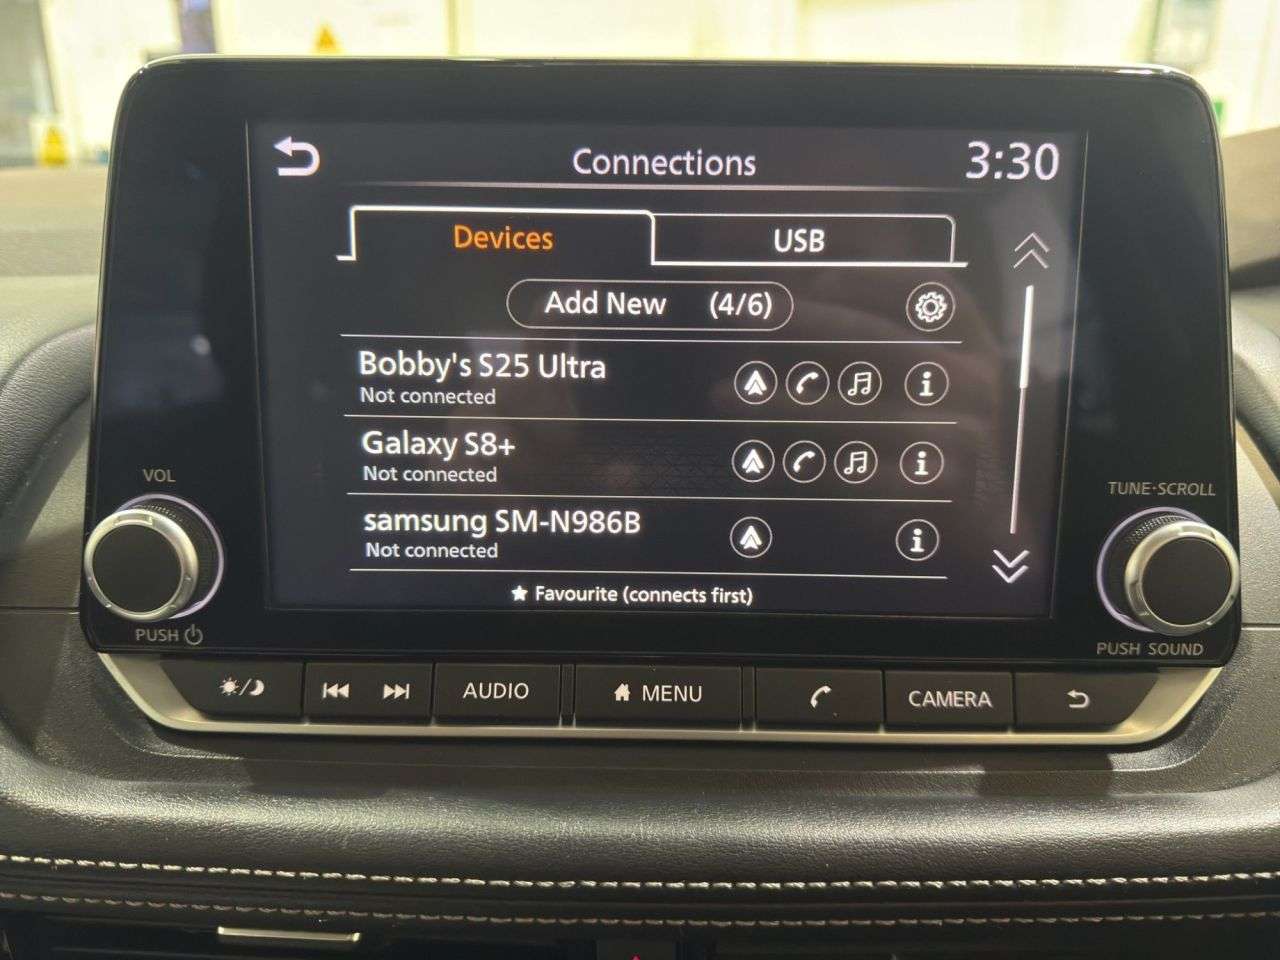 Connections
3:30
Devices
USB
Add New (4/6)
Bobby's S25 Ultra
Not connected
Galaxy S8+
Not connected
samsung SM-N986B
Not connected
★ Favourite (connects first)
VOL
PUSH
TUNE·SCROLL
PUSH SOUND
AUDIO
MENU
CAMERA